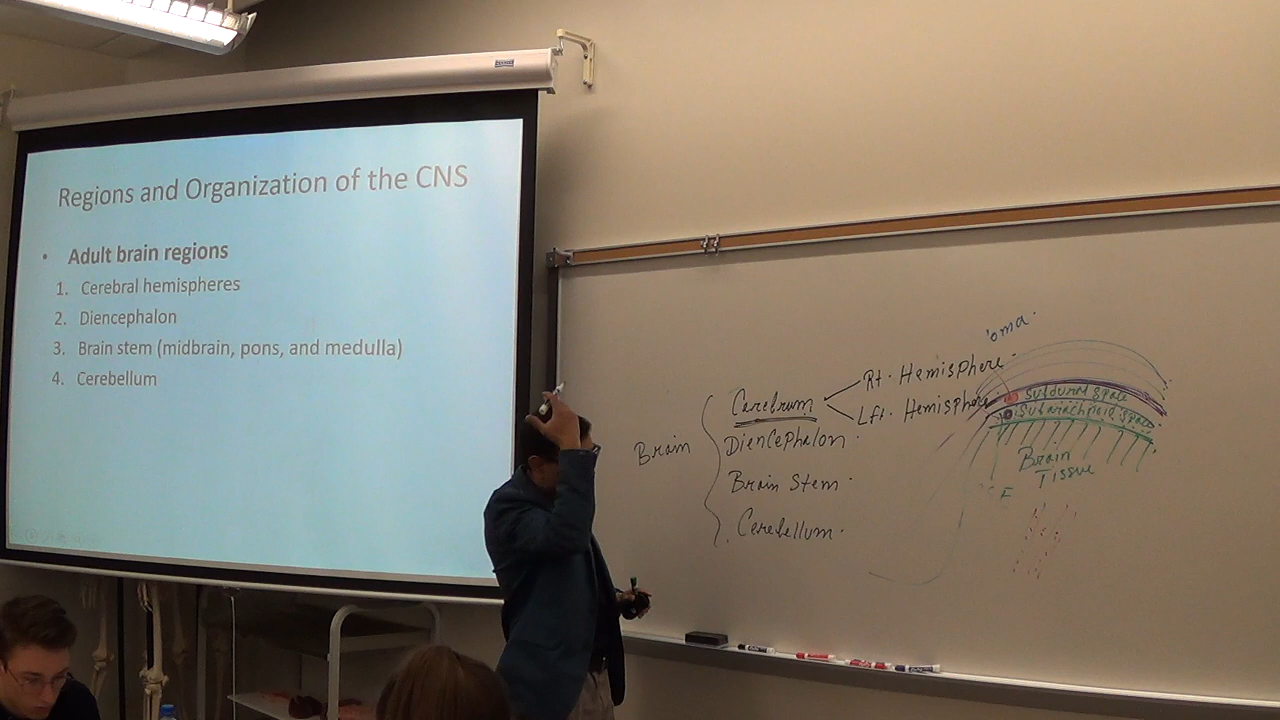 Regions and Organization of the CNS
• Adult brain regions
1. Cerebral hemispheres
2. Diencephalon
3. Brain stem (midbrain, pons, and medulla)
4. Cerebellum
Brain
Cerebrum
Diencephalon
Brain Stem
Cerebellum
Rt. Hemisphere
Lft. Hemisphere
'oma
Subdural space
Subarachnoid space
Brain
Tissue